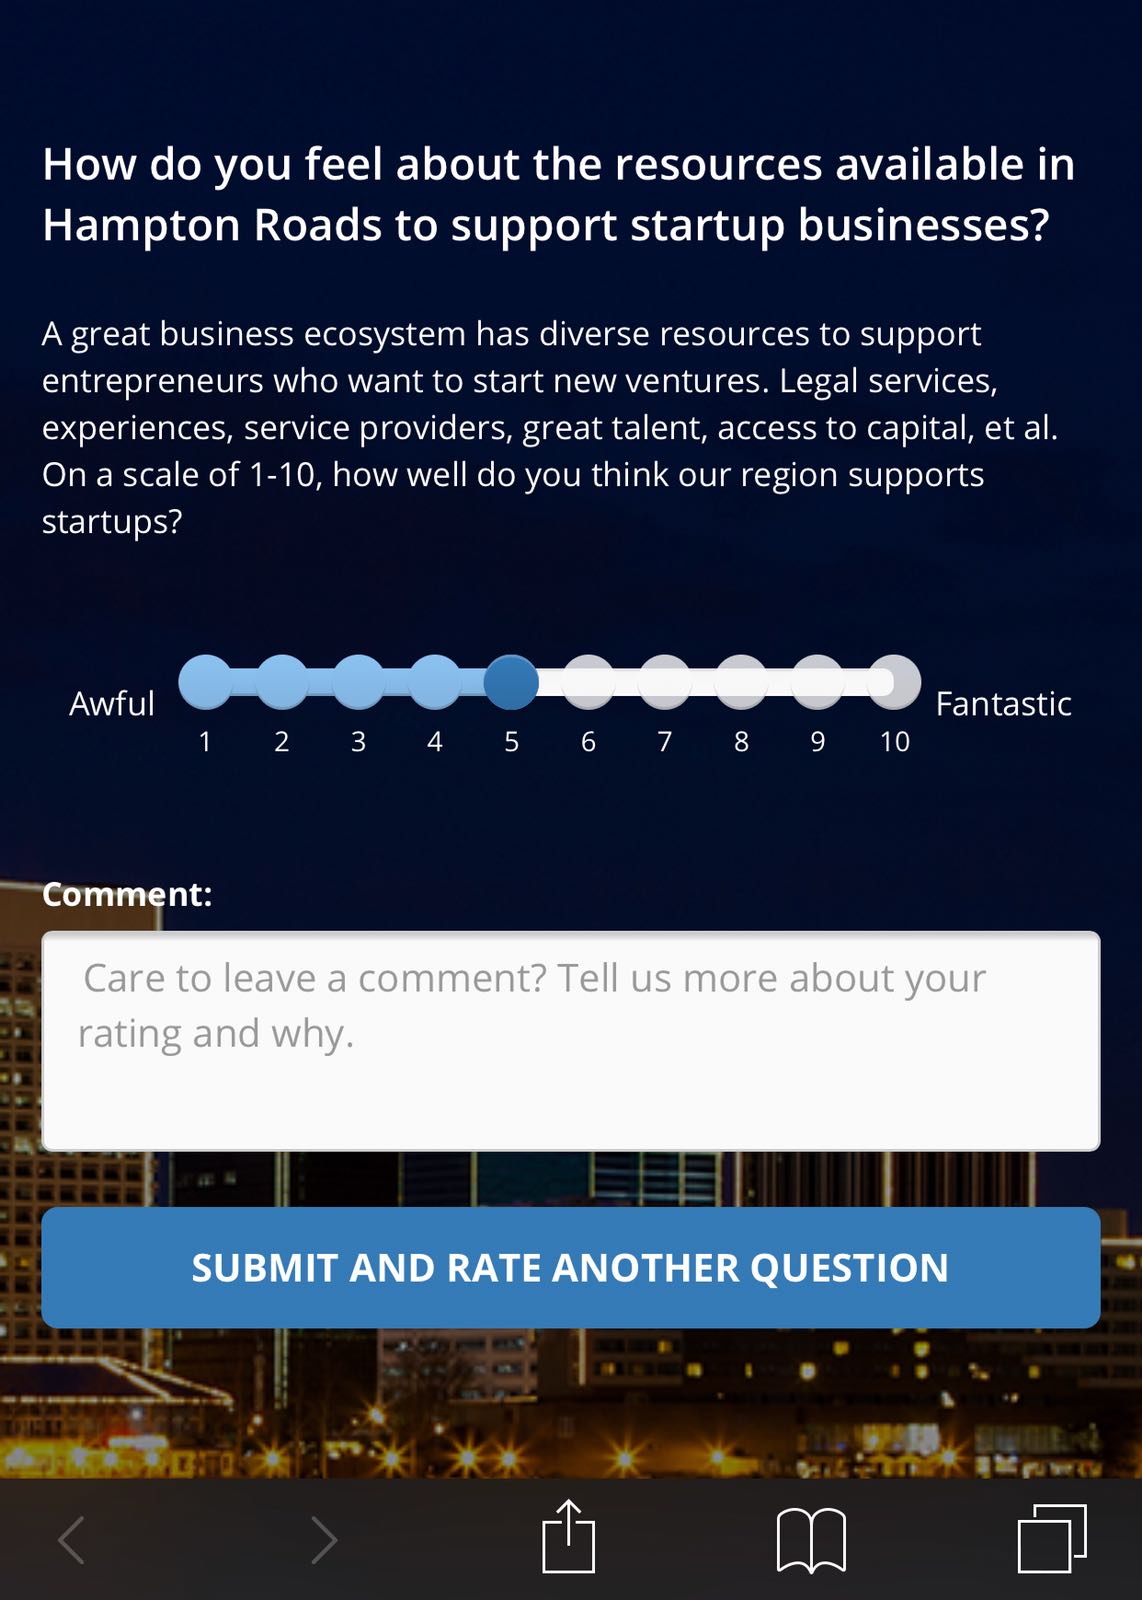 How do you feel about the resources available in
Hampton Roads to support startup businesses?
A great business ecosystem has diverse resources to support
entrepreneurs who want to start new ventures. Legal services,
experiences, service providers, great talent, access to capital, et al.
On a scale of 1-10, how well do you think our region supports
startups?
Awful
Fantastic
1 2 3 4 5 6 7 8 9 10
Comment:
Care to leave a comment? Tell us more about your
rating and why.
SUBMIT AND RATE ANOTHER QUESTION